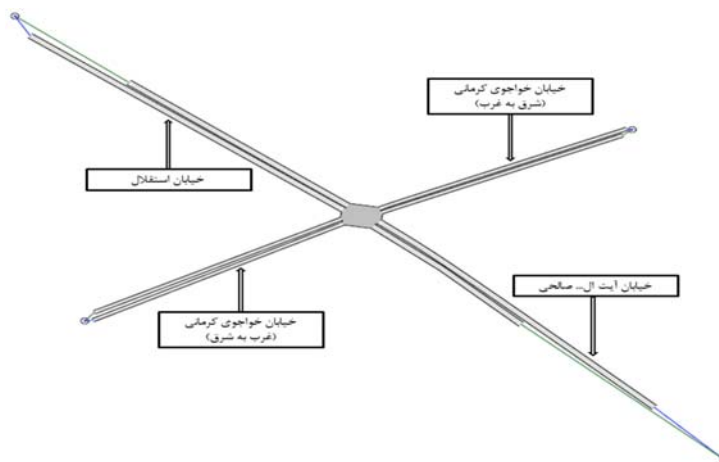 خیابان خواجوی کرمانی
(شرق به غرب)
خیابان استقلال
خیابان آیت ال... صالحی
خیابان خواجوی کرمانی
(غرب به شرق)